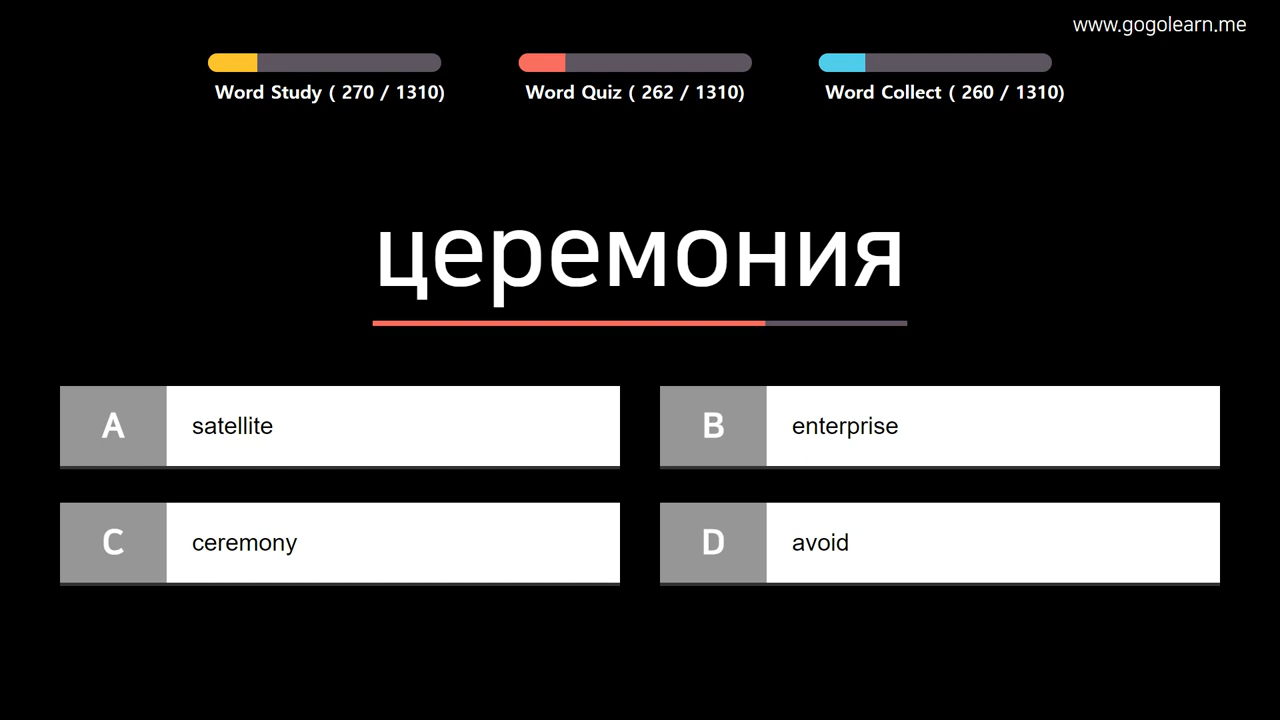 www.gogolearn.me
Word Study ( 270 / 1310)
Word Quiz ( 262 / 1310)
Word Collect ( 260 / 1310)
церемония
A satellite
B enterprise
C ceremony
D avoid